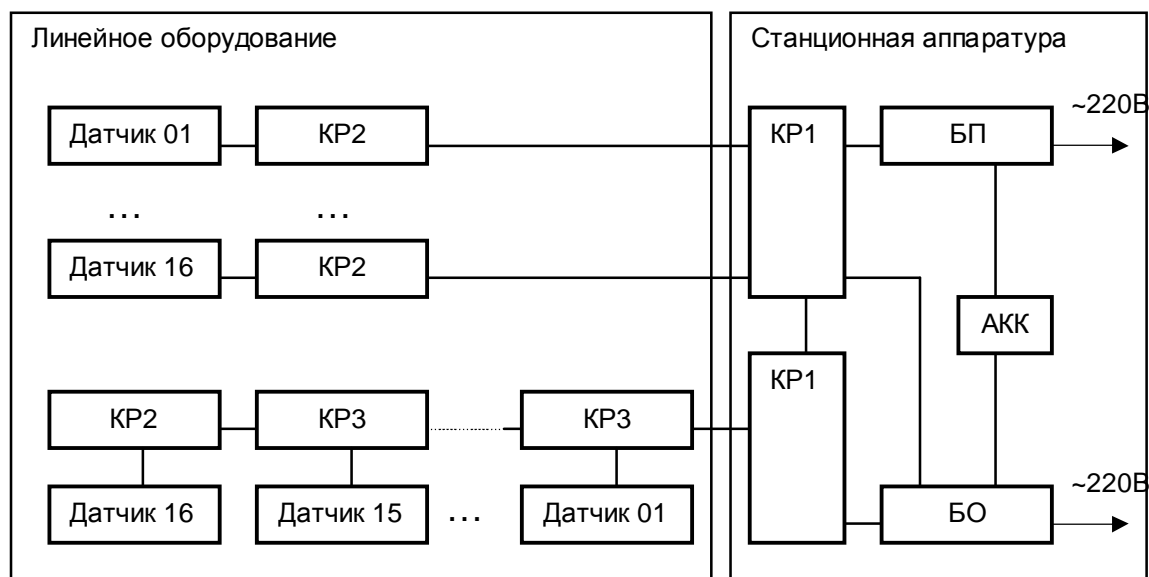 Линейное оборудование
Станционная аппаратура
Датчик 01
КР2
КР1
БП
~220В
...
...
Датчик 16
КР2
АКК
КР1
КР2
КР3
КР3
Датчик 16
Датчик 15
...
Датчик 01
БО
~220В